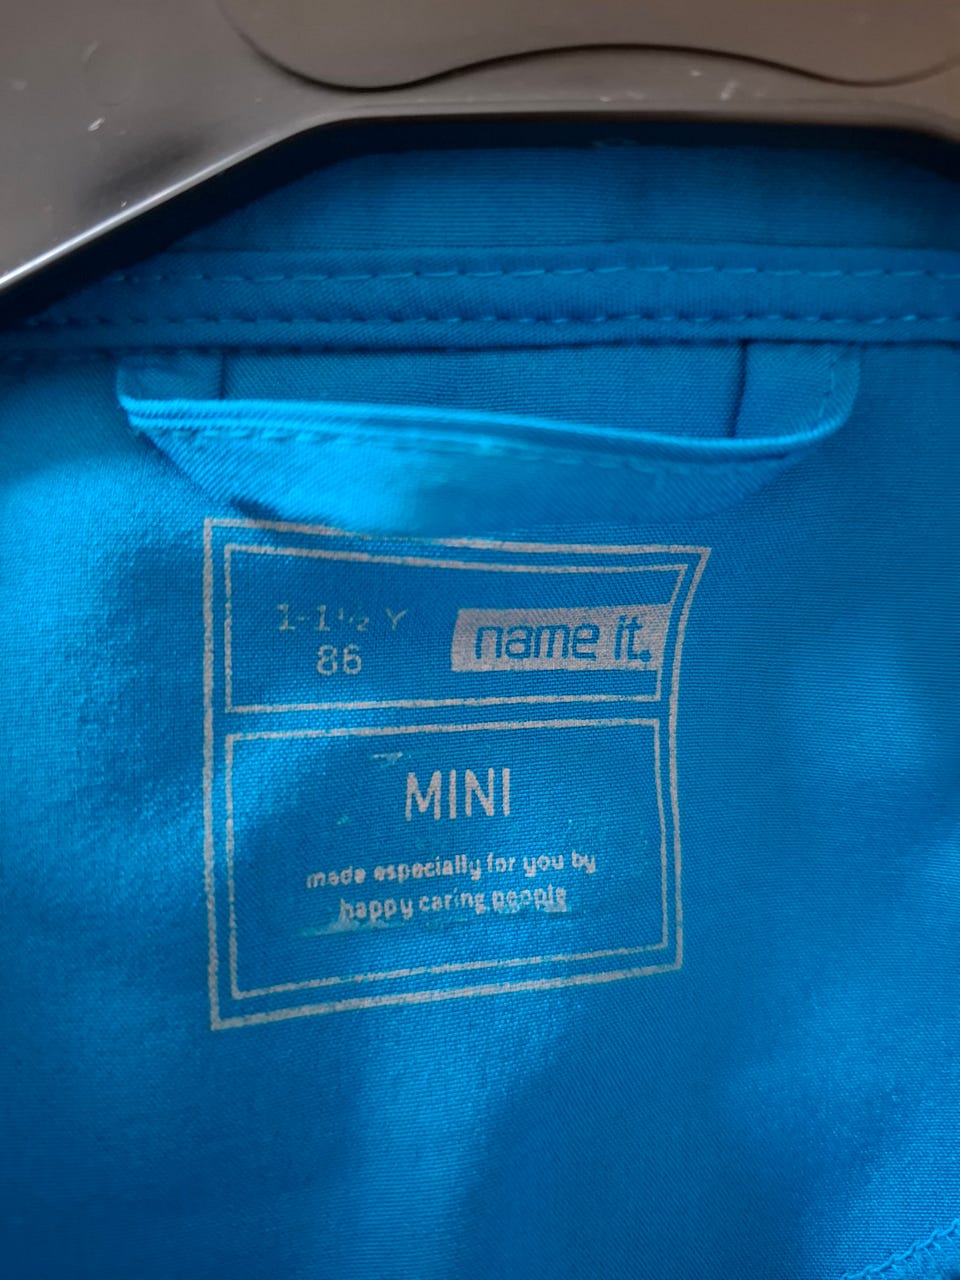 1-1½ Y
86
name it.
MINI
made especially for you by
happy caring people